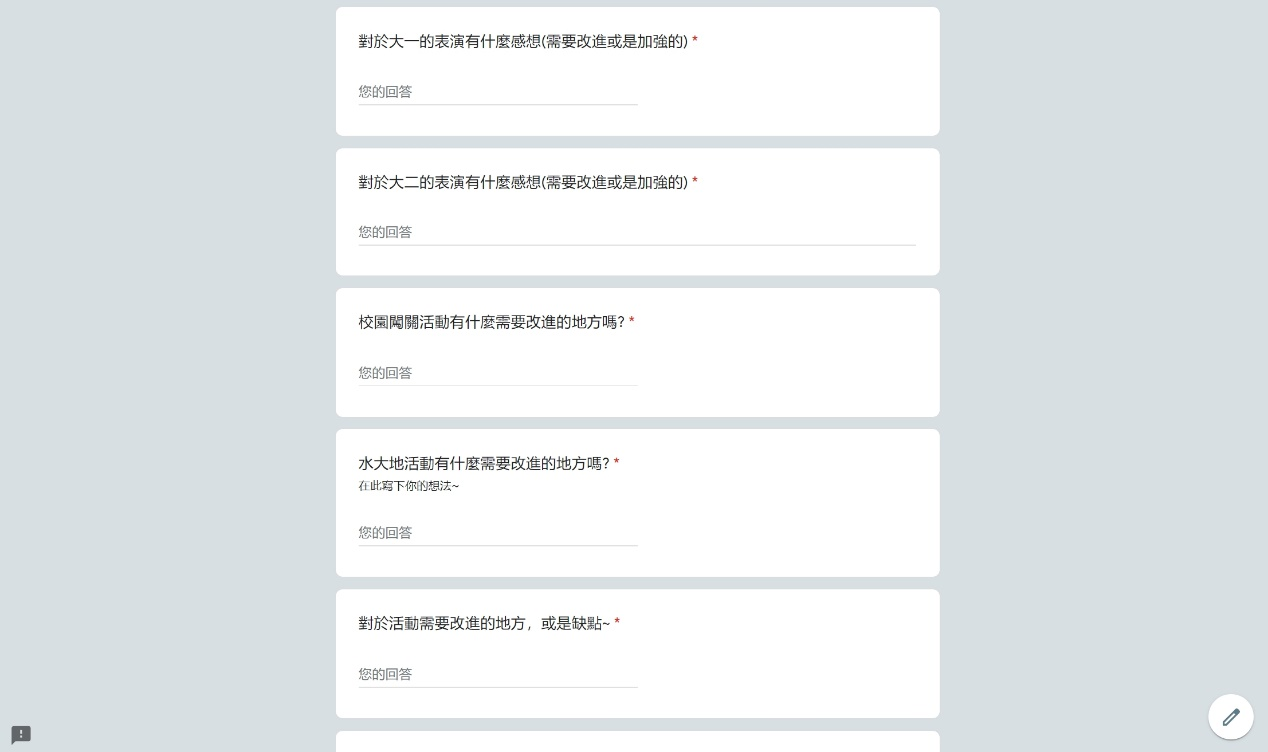 對於大一的表演有什麼感想(需要改進或是加強的) *
您的回答
對於大二的表演有什麼感想(需要改進或是加強的) *
您的回答
校園闖關活動有什麼需要改進的地方嗎? *
您的回答
水大地活動有什麼需要改進的地方嗎? *
在此寫下你的想法~
您的回答
對於活動需要改進的地方，或是缺點~ *
您的回答